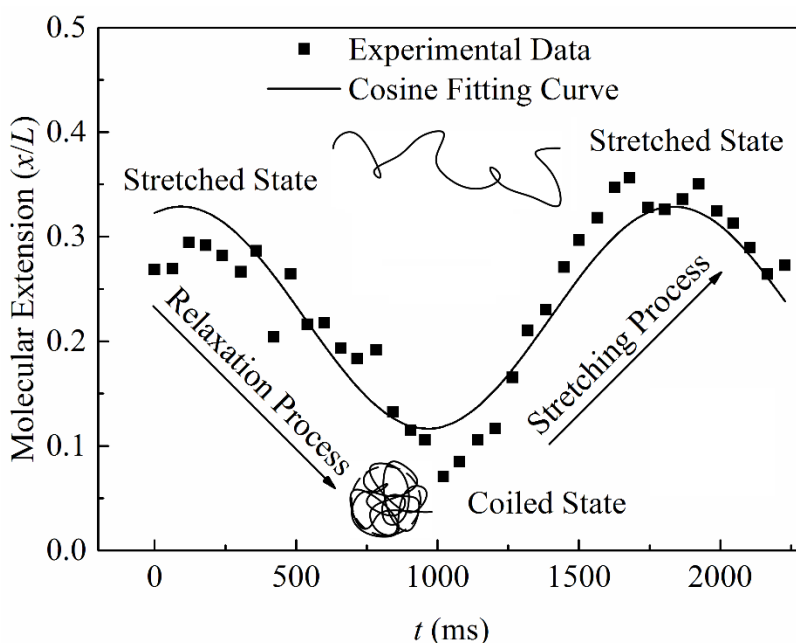 0.5
0.4
0.3
0.2
0.1
0.0
Molecular Extension (x/L)
Experimental Data
Cosine Fitting Curve
Stretched State
Stretched State
Relaxation Process
Stretching Process
Coiled State
0
500
1000
1500
2000
t (ms)